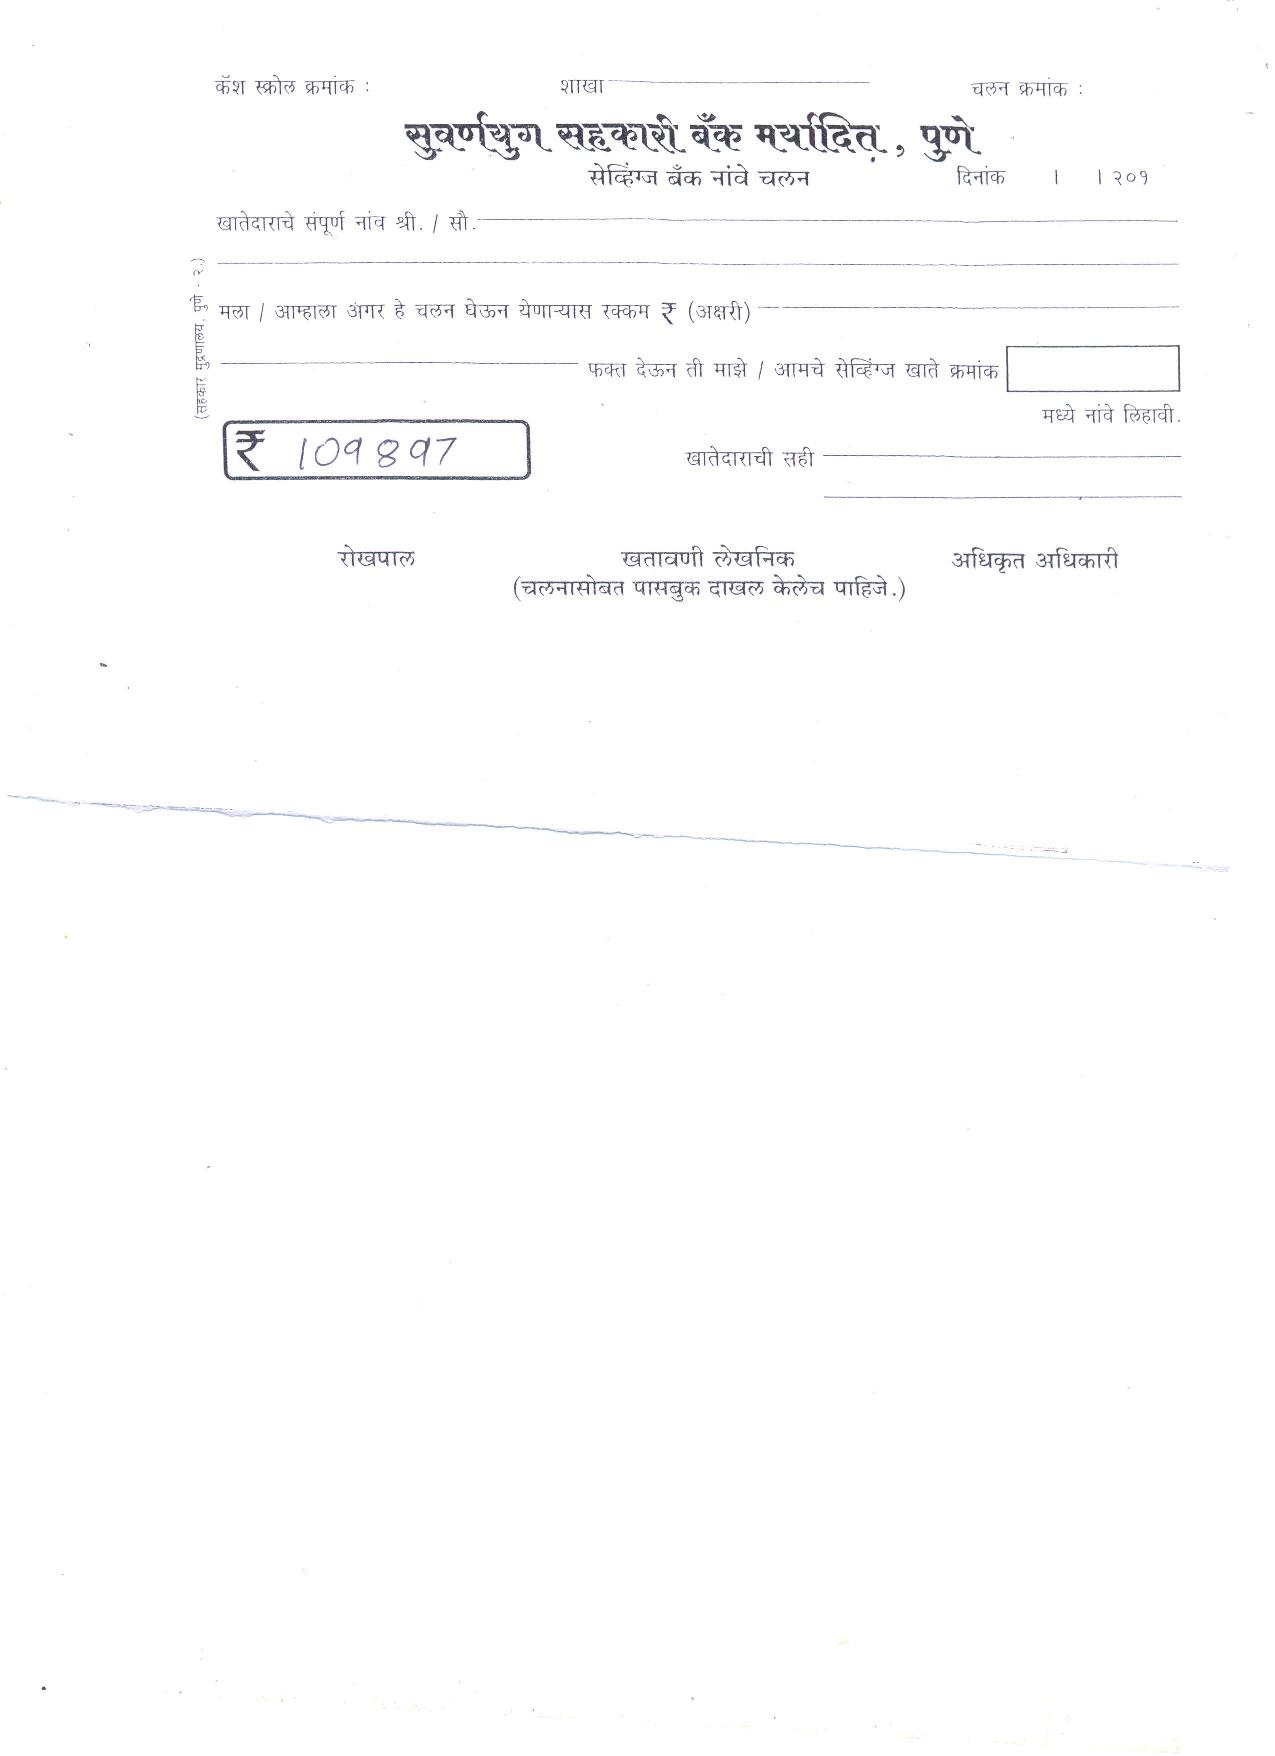 कॅश स्क्रोल क्रमांक : शाखा चलन क्रमांक :
सुवर्णयुग सहकारी बँक मर्यादित, पुणे
सेव्हिंग्ज बँक नांवे चलन दिनांक । । २०१
खातेदाराचे संपूर्ण नांव श्री. / सौ.
मला / आम्हाला अंगर हे चलन घेऊन येणाऱ्यास रक्कम ₹ (अक्षरी)
फक्त देऊन ती माझे / आमचे सेव्हिंग्ज खाते क्रमांक
मध्ये नांवे लिहावी.
₹ 109897
खातेदाराची सही
रोखपाल खतावणी लेखनिक अधिकृत अधिकारी
(चलनासोबत पासबुक दाखल केलेच पाहिजे.)
(सहकार मुद्रणालय, पुणे - २.)